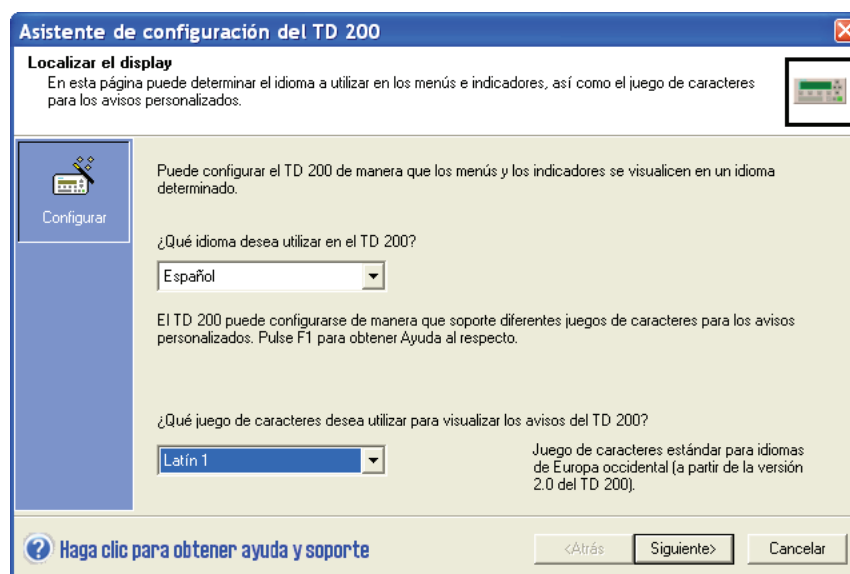 Asistente de configuración del TD 200
Localizar el display
En esta página puede determinar el idioma a utilizar en los menús e indicadores, así como el juego de caracteres
para los avisos personalizados.
Configurar
Puede configurar el TD 200 de manera que los menús y los indicadores se visualicen en un idioma
determinado.
¿Qué idioma desea utilizar en el TD 200?
Español
El TD 200 puede configurarse de manera que soporte diferentes juegos de caracteres para los avisos
personalizados. Pulse F1 para obtener Ayuda al respecto.
¿Qué juego de caracteres desea utilizar para visualizar los avisos del TD 200?
Latín 1
Juego de caracteres estándar para idiomas
de Europa occidental (a partir de la versión
2.0 del TD 200).
Haga clic para obtener ayuda y soporte
<Atrás
Siguiente>
Cancelar